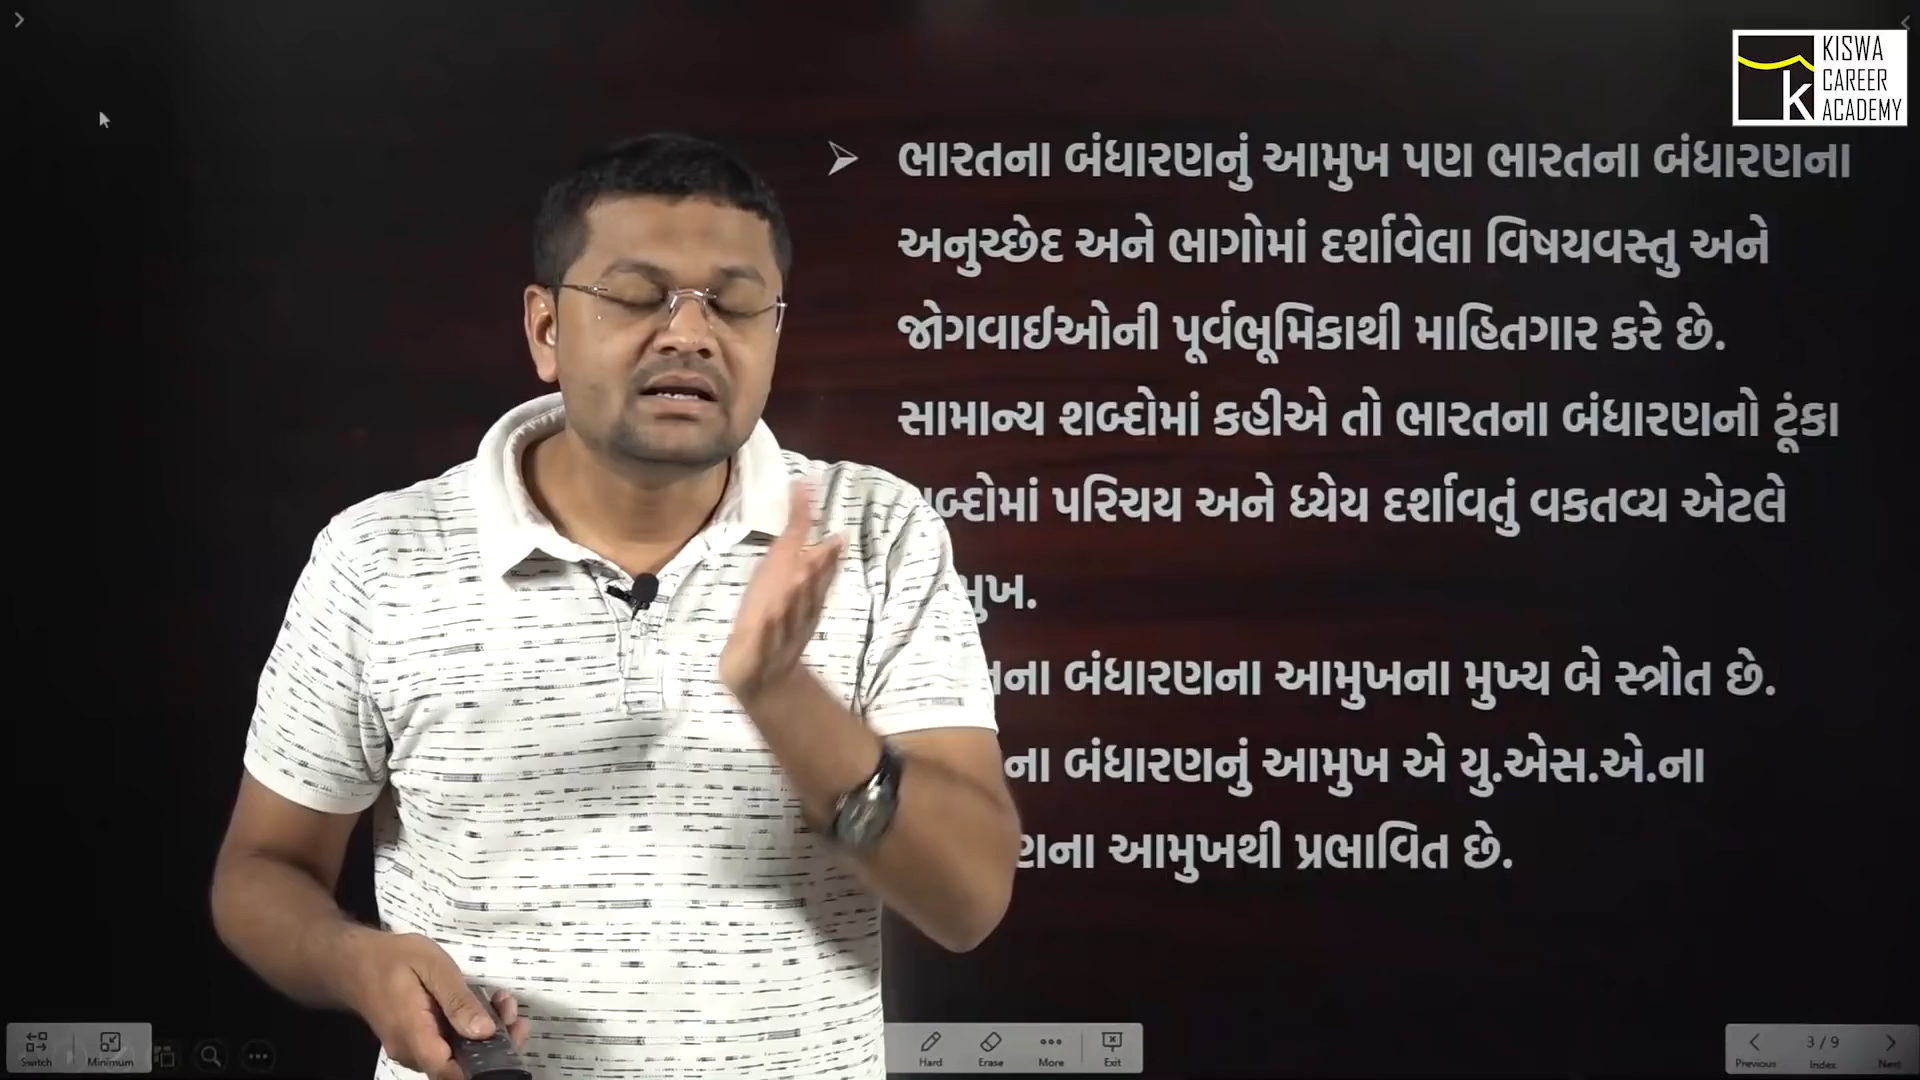 KISWA
CAREER
ACADEMY
k
ભારતના બંધારણનું આમુખ પણ ભારતના બંધારણના
અનુચ્છેદ અને ભાગોમાં દર્શાવેલા વિષયવસ્તુ અને
જોગવાઈઓની પૂર્વભૂમિકાથી માહિતગાર કરે છે.
સામાન્ય શબ્દોમાં કહીએ તો ભારતના બંધારણનો ટૂંકા
પરિચય અને ધ્યેય દર્શાવતું વકતવ્ય એટલે
બંધારણના આમુખના મુખ્ય બે સ્ત્રોત છે.
બંધારણનું આમુખ એ યુ.એસ.એ.ના
આમુખથી પ્રભાવિત છે.
Switch
Minimum
Hard
Erase
More
Exit
Previous
3 / 9
Index
Next